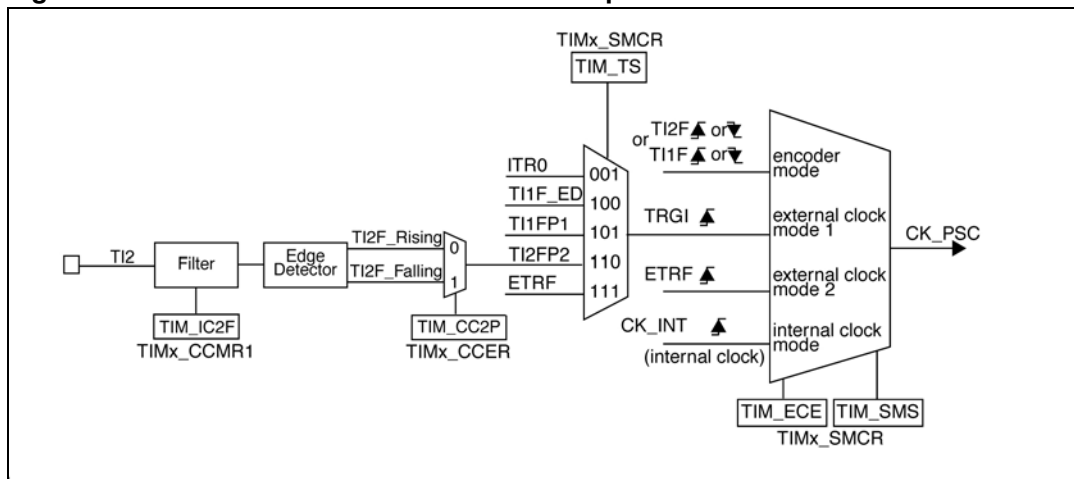 TIMx_SMCR
TIM_TS
or TI2F or
TI1F or
encoder
mode
ITR0
001
TI1F_ED
100
TI1FP1
101
TRGI
external clock
mode 1
CK_PSC
TI2
Filter
Edge
Detector
TI2F_Rising
0
TI2F_Falling
1
TI2FP2
110
ETRF
111
ETRF
external clock
mode 2
CK_INT
(internal clock)
internal clock
mode
TIM_IC2F
TIMx_CCMR1
TIM_CC2P
TIMx_CCER
TIM_ECE
TIM_SMS
TIMx_SMCR